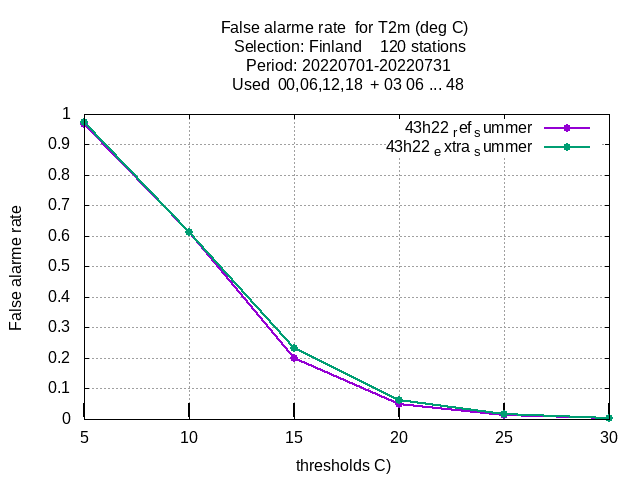 False alarme rate for T2m (deg C)
Selection: Finland 120 stations
Period: 20220701-20220731
Used 00,06,12,18 + 03 06 ... 48
43h22 ref summer
43h22 extra summer
1
0.9
0.8
0.7
0.6
0.5
0.4
0.3
0.2
0.1
0
False alarme rate
5 10 15 20 25 30
thresholds C)